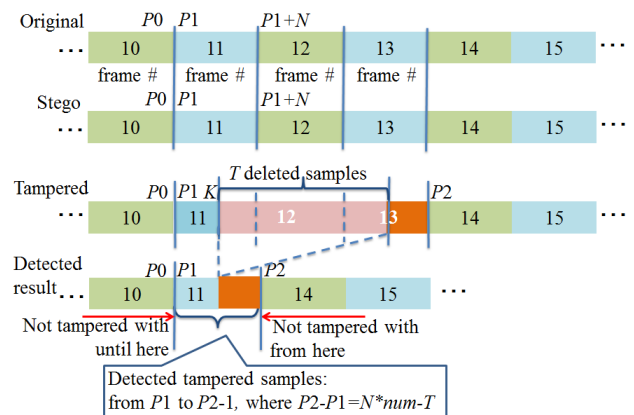 Original
P0 P1 P1+N
... 10 11 12 13 14 15 ...
frame # frame # frame # frame #
Stego
P0 P1 P1+N
... 10 11 12 13 14 15 ...
T deleted samples
Tampered
P0 P1 K P2
... 11 12 13 14 15 ...
10
Detected result
P0 P1 P2
... 10 11 14 15 ...
Not tampered with until here
Not tampered with from here
Detected tampered samples:
from P1 to P2-1, where P2-P1=N*num-T